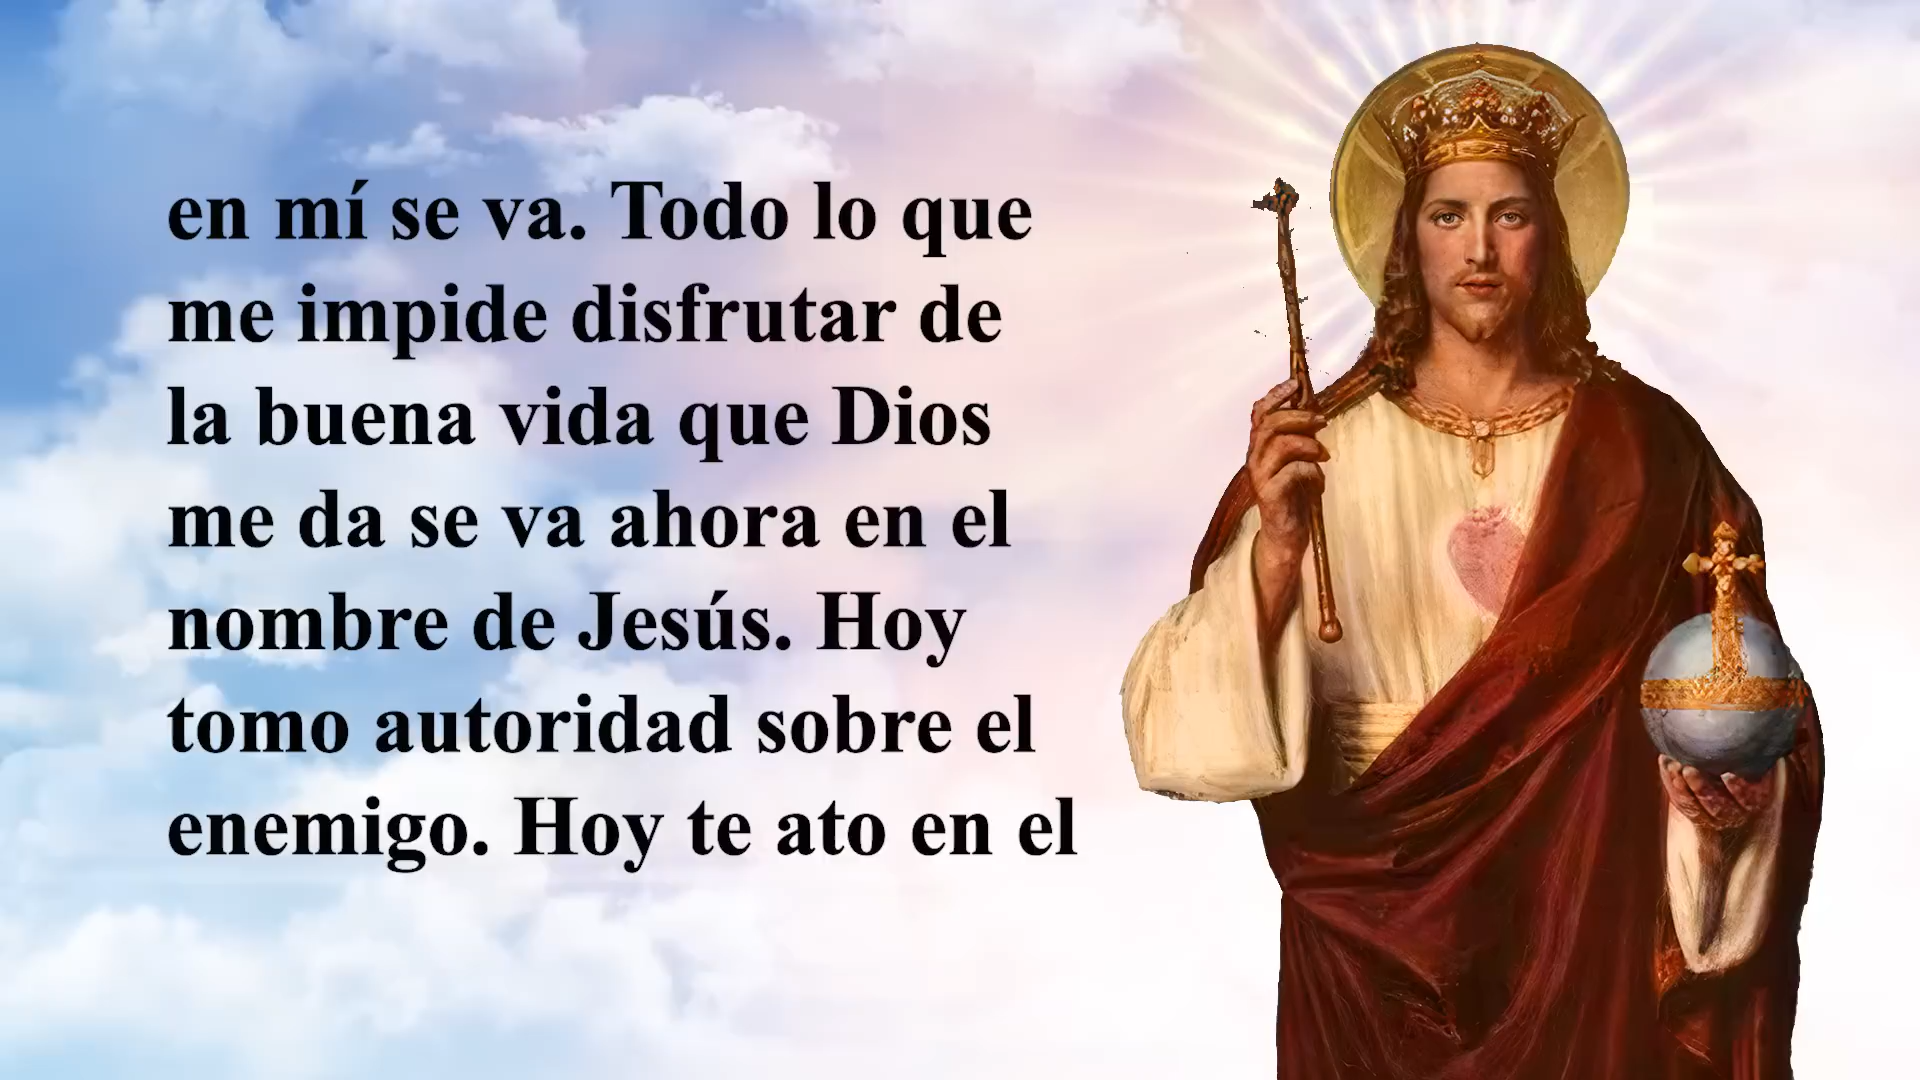 en mí se va. Todo lo que
me impide disfrutar de
la buena vida que Dios
me da se va ahora en el
nombre de Jesús. Hoy
tomo autoridad sobre el
enemigo. Hoy te ato en el